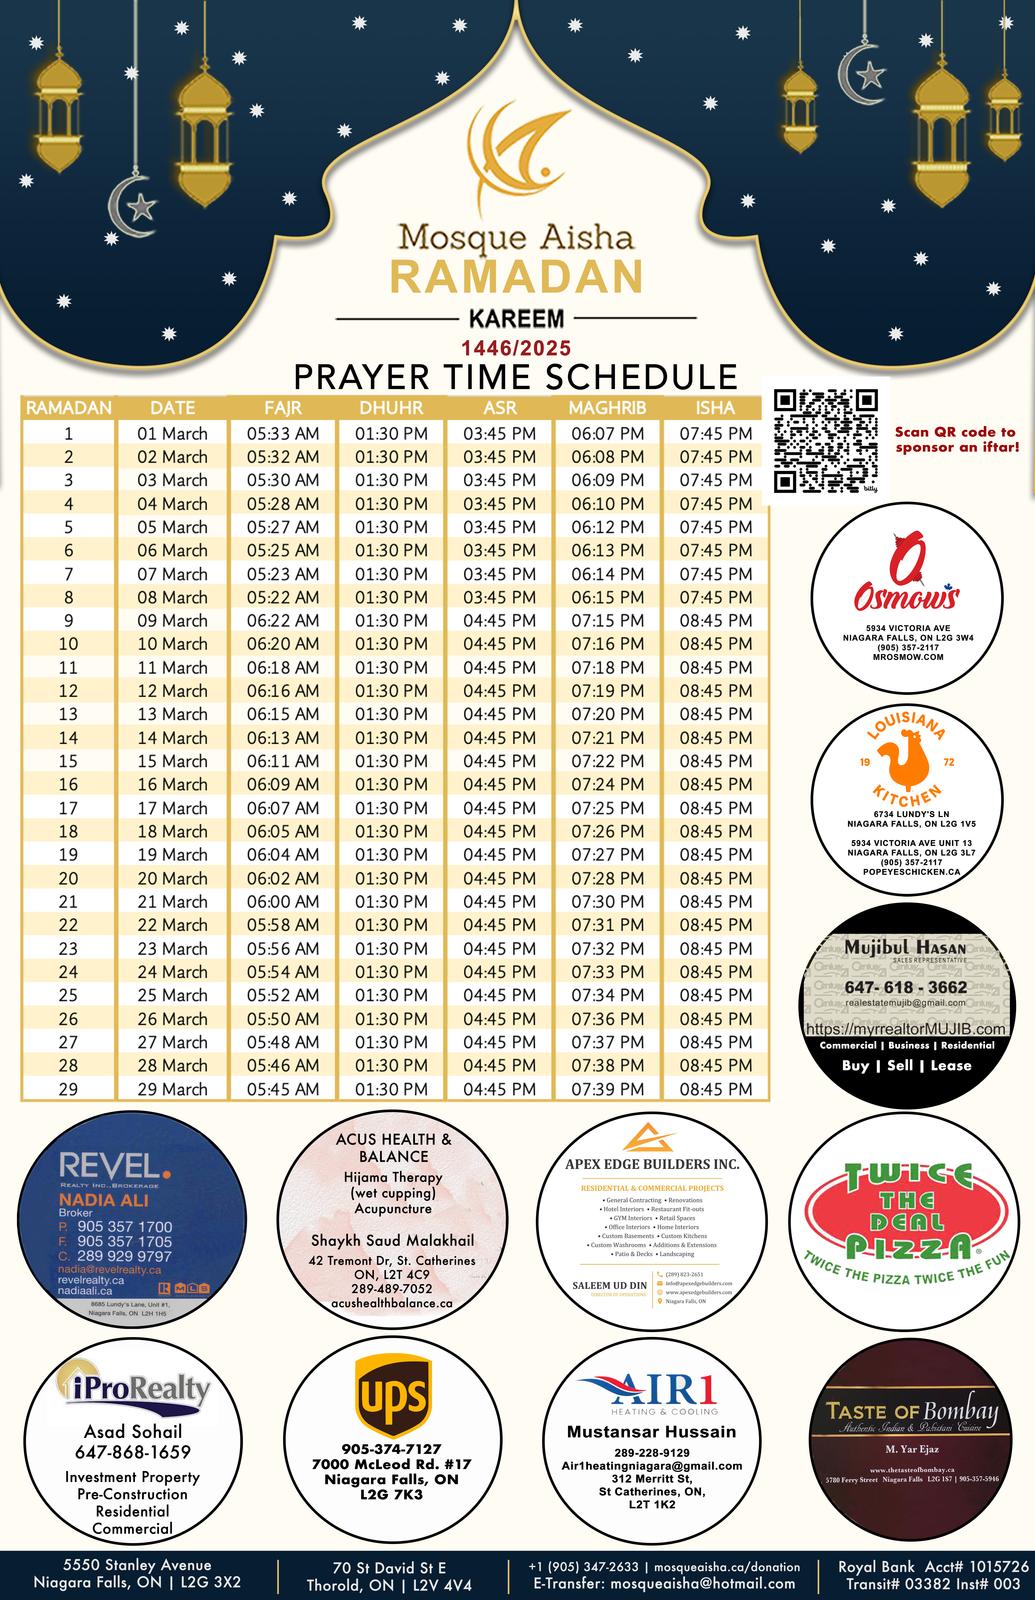 Mosque Aisha
RAMADAN
KAREEM
1446/2025
PRAYER TIME SCHEDULE
RAMADAN DATE FAJR DHUHR ASR MAGHRIB ISHA
1 01 March 05:33 AM 01:30 PM 03:45 PM 06:07 PM 07:45 PM
2 02 March 05:32 AM 01:30 PM 03:45 PM 06:08 PM 07:45 PM
3 03 March 05:30 AM 01:30 PM 03:45 PM 06:09 PM 07:45 PM
4 04 March 05:28 AM 01:30 PM 03:45 PM 06:10 PM 07:45 PM
5 05 March 05:27 AM 01:30 PM 03:45 PM 06:12 PM 07:45 PM
6 06 March 05:25 AM 01:30 PM 03:45 PM 06:13 PM 07:45 PM
7 07 March 05:23 AM 01:30 PM 03:45 PM 06:14 PM 07:45 PM
8 08 March 05:22 AM 01:30 PM 03:45 PM 06:15 PM 07:45 PM
9 09 March 06:22 AM 01:30 PM 04:45 PM 07:15 PM 08:45 PM
10 10 March 06:20 AM 01:30 PM 04:45 PM 07:16 PM 08:45 PM
11 11 March 06:18 AM 01:30 PM 04:45 PM 07:18 PM 08:45 PM
12 12 March 06:16 AM 01:30 PM 04:45 PM 07:19 PM 08:45 PM
13 13 March 06:15 AM 01:30 PM 04:45 PM 07:20 PM 08:45 PM
14 14 March 06:13 AM 01:30 PM 04:45 PM 07:21 PM 08:45 PM
15 15 March 06:11 AM 01:30 PM 04:45 PM 07:22 PM 08:45 PM
16 16 March 06:09 AM 01:30 PM 04:45 PM 07:24 PM 08:45 PM
17 17 March 06:07 AM 01:30 PM 04:45 PM 07:25 PM 08:45 PM
18 18 March 06:05 AM 01:30 PM 04:45 PM 07:26 PM 08:45 PM
19 19 March 06:04 AM 01:30 PM 04:45 PM 07:27 PM 08:45 PM
20 20 March 06:02 AM 01:30 PM 04:45 PM 07:28 PM 08:45 PM
21 21 March 06:00 AM 01:30 PM 04:45 PM 07:30 PM 08:45 PM
22 22 March 05:58 AM 01:30 PM 04:45 PM 07:31 PM 08:45 PM
23 23 March 05:56 AM 01:30 PM 04:45 PM 07:32 PM 08:45 PM
24 24 March 05:54 AM 01:30 PM 04:45 PM 07:33 PM 08:45 PM
25 25 March 05:52 AM 01:30 PM 04:45 PM 07:34 PM 08:45 PM
26 26 March 05:50 AM 01:30 PM 04:45 PM 07:36 PM 08:45 PM
27 27 March 05:48 AM 01:30 PM 04:45 PM 07:37 PM 08:45 PM
28 28 March 05:46 AM 01:30 PM 04:45 PM 07:38 PM 08:45 PM
29 29 March 05:45 AM 01:30 PM 04:45 PM 07:39 PM 08:45 PM
bitly
Scan QR code to
sponsor an iftar!
Osmow's
5934 VICTORIA AVE
NIAGARA FALLS, ON L2G 3W4
(905) 357-2117
MROSMOW.COM
LOUISIANA
19 72
KITCHEN
6734 LUNDY'S LN
NIAGARA FALLS, ON L2G 1V5
5934 VICTORIA AVE UNIT 13
NIAGARA FALLS, ON L2G 3L7
(905) 357-2117
POPEYESCHICKEN.CA
Mujibul Hasan
SALES REPRESENTATIVE
647- 618 - 3662
realestatemujib@gmail.com
https://myrrealtorMUJIB.com
Commercial | Business | Residential
Buy | Sell | Lease
REVEL.
REALTY INC., BROKERAGE
NADIA ALI
Broker
P. 905 357 1700
F. 905 357 1705
C. 289 929 9797
nadia@revelrealty.ca
revelrealty.ca
nadiaali.ca
MLS
8685 Lundy's Lane, Unit #1,
Niagara Falls, ON L2H 1H5
ACUS HEALTH &
BALANCE
Hijama Therapy
(wet cupping)
Acupuncture
Shaykh Saud Malakhail
42 Tremont Dr, St. Catherines
ON, L2T 4C9
289-489-7052
acushealthbalance.ca
APEX EDGE BUILDERS INC.
RESIDENTIAL & COMMERCIAL PROJECTS
• General Contracting • Renovations
• Hotel Interiors • Restaurant Fit-outs
• GYM Interiors • Retail Spaces
• Office Interiors • Home Interiors
• Custom Basements • Custom Kitchens
• Custom Washrooms • Additions & Extensions
• Patio & Decks • Landscaping
SALEEM UD DIN
DIRECTOR OF OPERATIONS
(289) 823-2651
info@apexedgebuilders.com
www.apexedgebuilders.com
Niagara Falls, ON
TWICE
THE
DEAL
PIZZA®
TWICE THE PIZZA TWICE THE FUN
iProRealty
Asad Sohail
647-868-1659
Investment Property
Pre-Construction
Residential
Commercial
ups
905-374-7127
7000 McLeod Rd. #17
Niagara Falls, ON
L2G 7K3
AIR1
HEATING & COOLING
Mustansar Hussain
289-228-9129
Air1heatingniagara@gmail.com
312 Merritt St,
St Catherines, ON,
L2T 1K2
TASTE OF Bombay
Authentic Indian & Pakistani Cuisine
M. Yar Ejaz
www.thetasteofbombay.ca
5780 Ferry Street Niagara Falls L2G 1S7 | 905-357-5946
5550 Stanley Avenue
Niagara Falls, ON | L2G 3X2
70 St David St E
Thorold, ON | L2V 4V4
+1 (905) 347-2633 | mosqueaisha.ca/donation
E-Transfer: mosqueaisha@hotmail.com
Royal Bank Acct# 1015726
Transit# 03382 Inst# 003